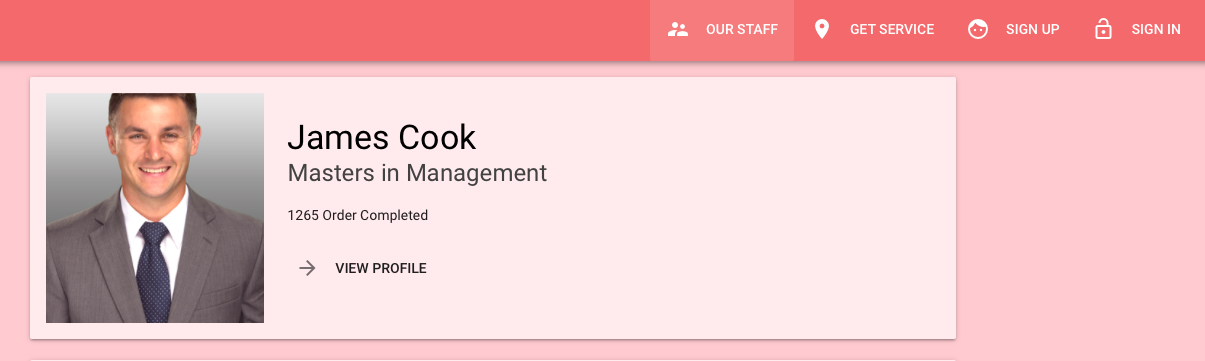 OUR STAFF GET SERVICE SIGN UP SIGN IN
James Cook
Masters in Management
1265 Order Completed
VIEW PROFILE